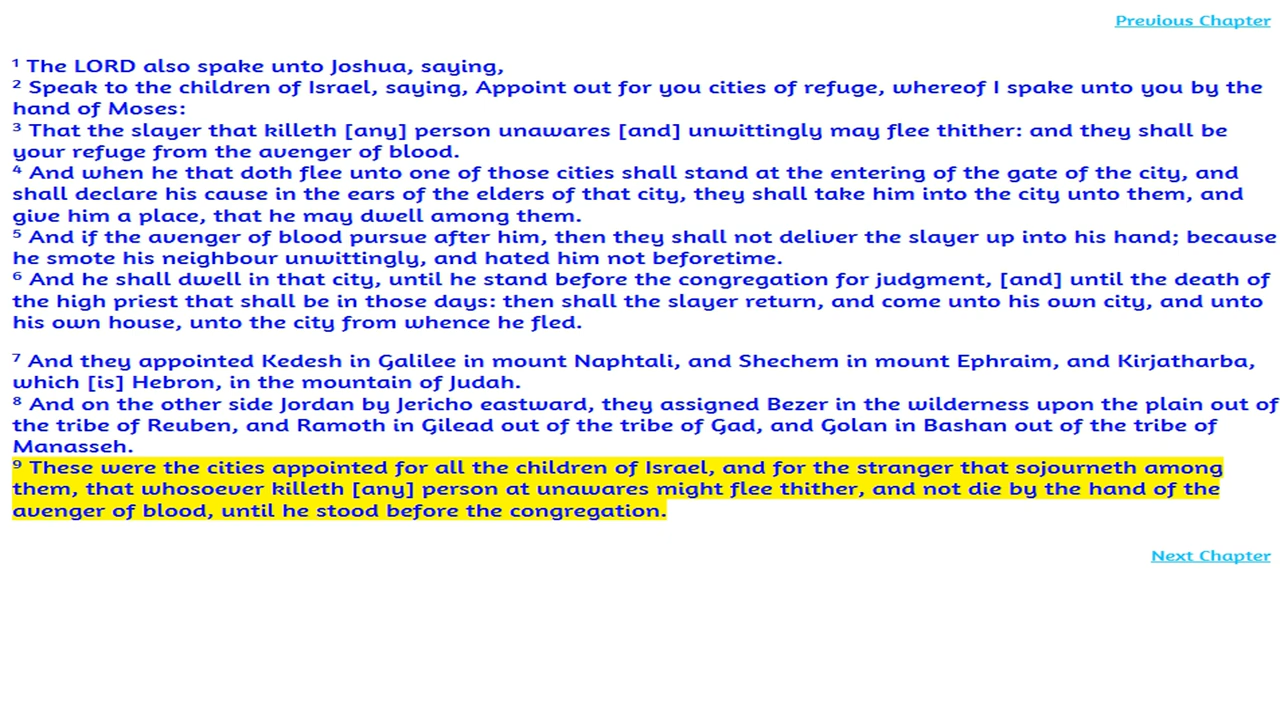 Previous Chapter
¹ The LORD also spake unto Joshua, saying,
² Speak to the children of Israel, saying, Appoint out for you cities of refuge, whereof I spake unto you by the
hand of Moses:
³ That the slayer that killeth [any] person unawares [and] unwittingly may flee thither: and they shall be
your refuge from the avenger of blood.
⁴ And when he that doth flee unto one of those cities shall stand at the entering of the gate of the city, and
shall declare his cause in the ears of the elders of that city, they shall take him into the city unto them, and
give him a place, that he may dwell among them.
⁵ And if the avenger of blood pursue after him, then they shall not deliver the slayer up into his hand; because
he smote his neighbour unwittingly, and hated him not beforetime.
⁶ And he shall dwell in that city, until he stand before the congregation for judgment, [and] until the death of
the high priest that shall be in those days: then shall the slayer return, and come unto his own city, and unto
his own house, unto the city from whence he fled.
⁷ And they appointed Kedesh in Galilee in mount Naphtali, and Shechem in mount Ephraim, and Kirjatharba,
which [is] Hebron, in the mountain of Judah.
⁸ And on the other side Jordan by Jericho eastward, they assigned Bezer in the wilderness upon the plain out of
the tribe of Reuben, and Ramoth in Gilead out of the tribe of Gad, and Golan in Bashan out of the tribe of
Manasseh.
⁹ These were the cities appointed for all the children of Israel, and for the stranger that sojourneth among
them, that whosoever killeth [any] person at unawares might flee thither, and not die by the hand of the
avenger of blood, until he stood before the congregation.
Next Chapter